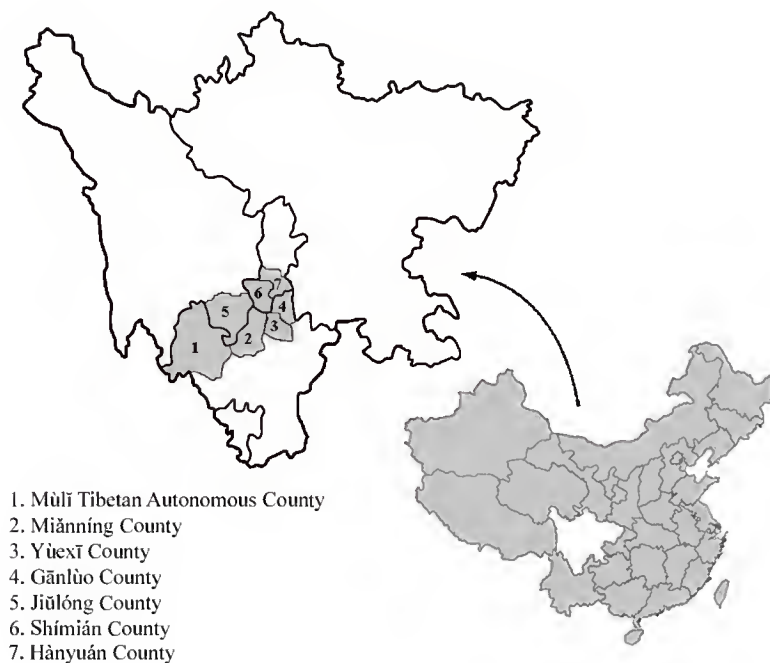 7
6
5
4
3
2
1
1. Mùlǐ Tibetan Autonomous County
2. Miǎnníng County
3. Yùexī County
4. Gānlùo County
5. Jiǔlóng County
6. Shímián County
7. Hànyuán County